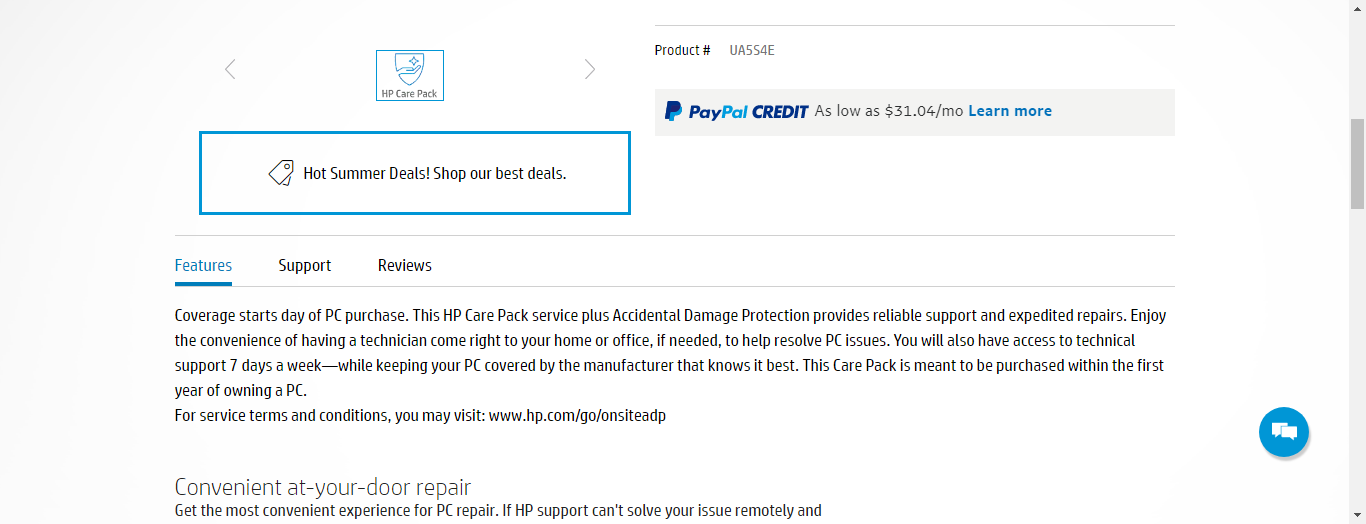 Product # UA5S4E
HP Care Pack
PayPal CREDIT As low as $31.04/mo Learn more
Hot Summer Deals! Shop our best deals.
Features Support Reviews
Coverage starts day of PC purchase. This HP Care Pack service plus Accidental Damage Protection provides reliable support and expedited repairs. Enjoy
the convenience of having a technician come right to your home or office, if needed, to help resolve PC issues. You will also have access to technical
support 7 days a week—while keeping your PC covered by the manufacturer that knows it best. This Care Pack is meant to be purchased within the first
year of owning a PC.
For service terms and conditions, you may visit: www.hp.com/go/onsiteadp
Convenient at-your-door repair
Get the most convenient experience for PC repair. If HP support can't solve your issue remotely and